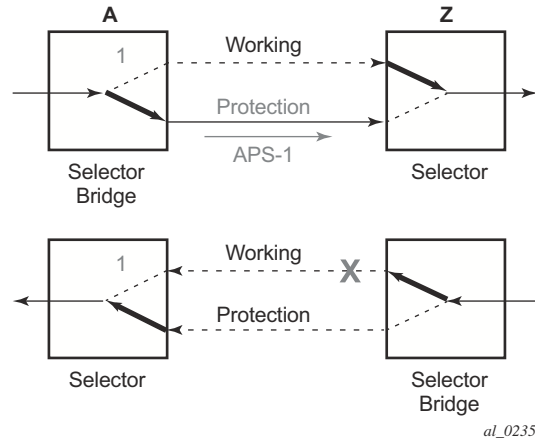 A
Z
1
Working
Protection
APS-1
Selector
Bridge
Selector
1
Working
X
Protection
Selector
Selector
Bridge
al_0235